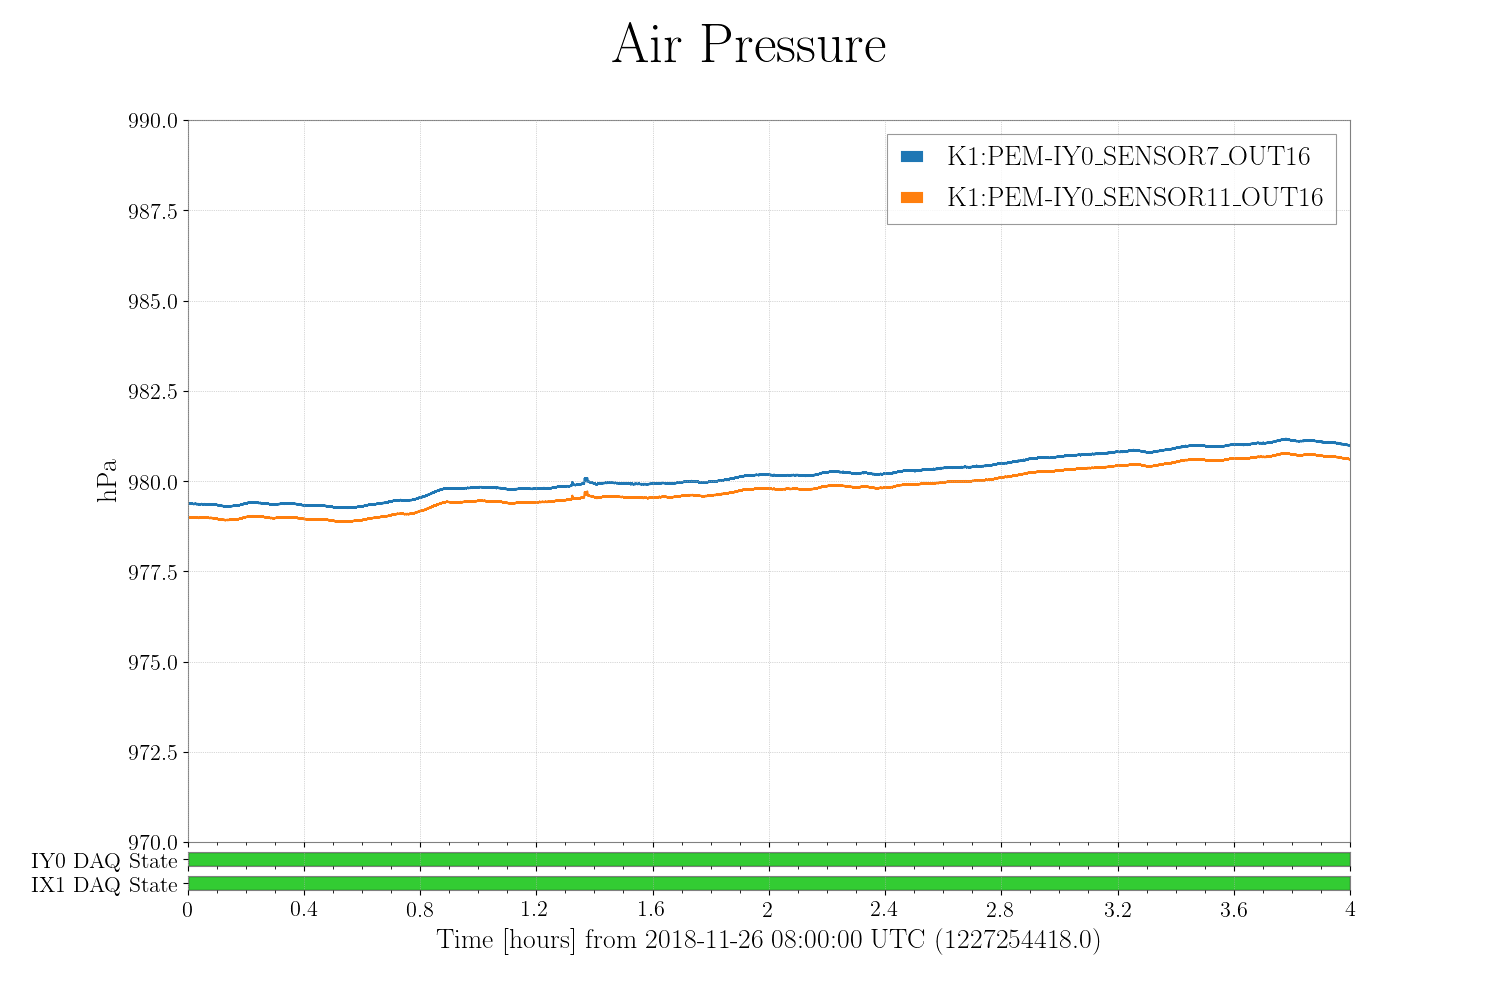 Air Pressure
990.0
987.5
985.0
982.5
980.0
977.5
975.0
972.5
970.0
hPa
K1:PEM-IY0_SENSOR7_OUT16
K1:PEM-IY0_SENSOR11_OUT16
IY0 DAQ State
IX1 DAQ State
0 0.4 0.8 1.2 1.6 2 2.4 2.8 3.2 3.6 4
Time [hours] from 2018-11-26 08:00:00 UTC (1227254418.0)